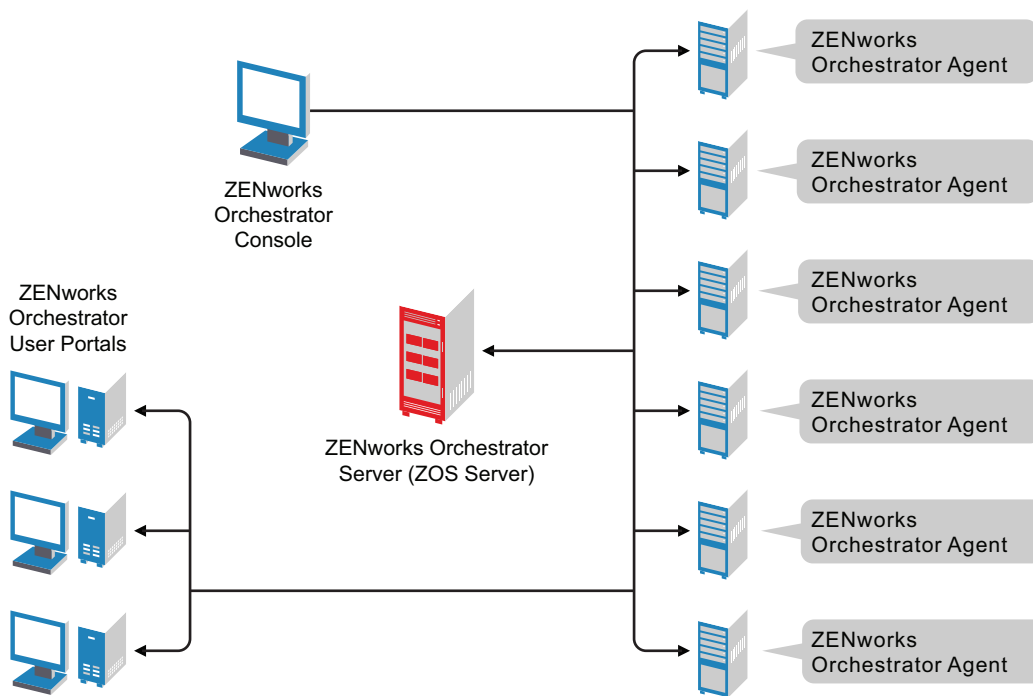 ZENworks
Orchestrator
Console
ZENworks
Orchestrator
User Portals
ZENworks Orchestrator
Server (ZOS Server)
ZENworks
Orchestrator Agent
ZENworks
Orchestrator Agent
ZENworks
Orchestrator Agent
ZENworks
Orchestrator Agent
ZENworks
Orchestrator Agent
ZENworks
Orchestrator Agent